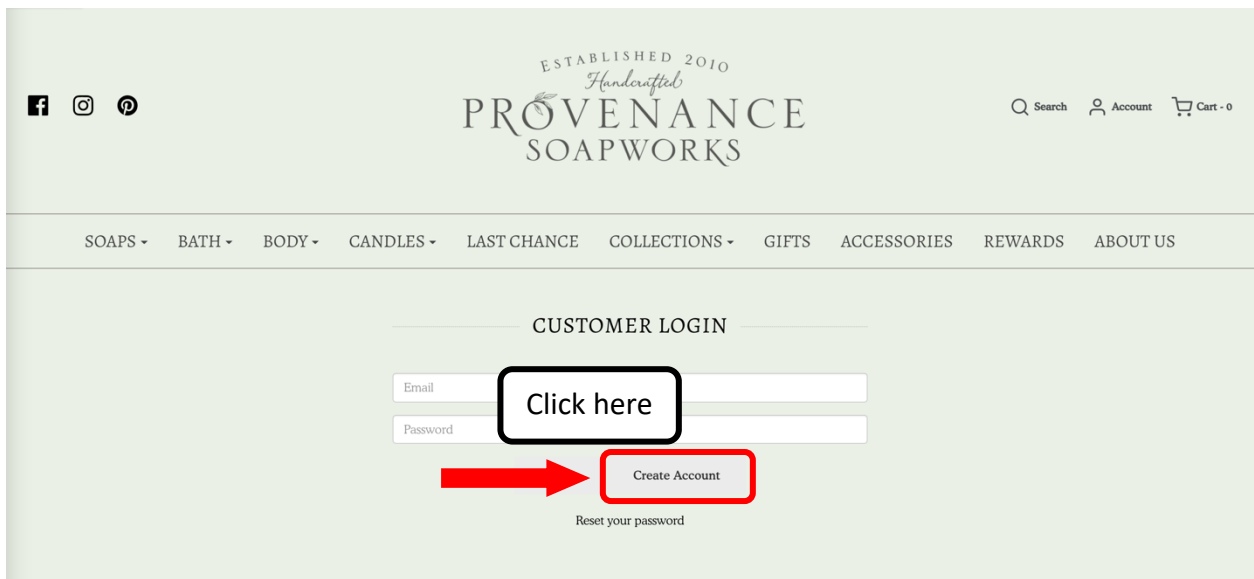 ESTABLISHED 2010
Handcrafted
PROVENANCE
SOAPWORKS
Search Account Cart - 0
SOAPS BATH BODY CANDLES LAST CHANCE COLLECTIONS GIFTS ACCESSORIES REWARDS ABOUT US
CUSTOMER LOGIN
Email
Click here
Password
Create Account
Reset your password